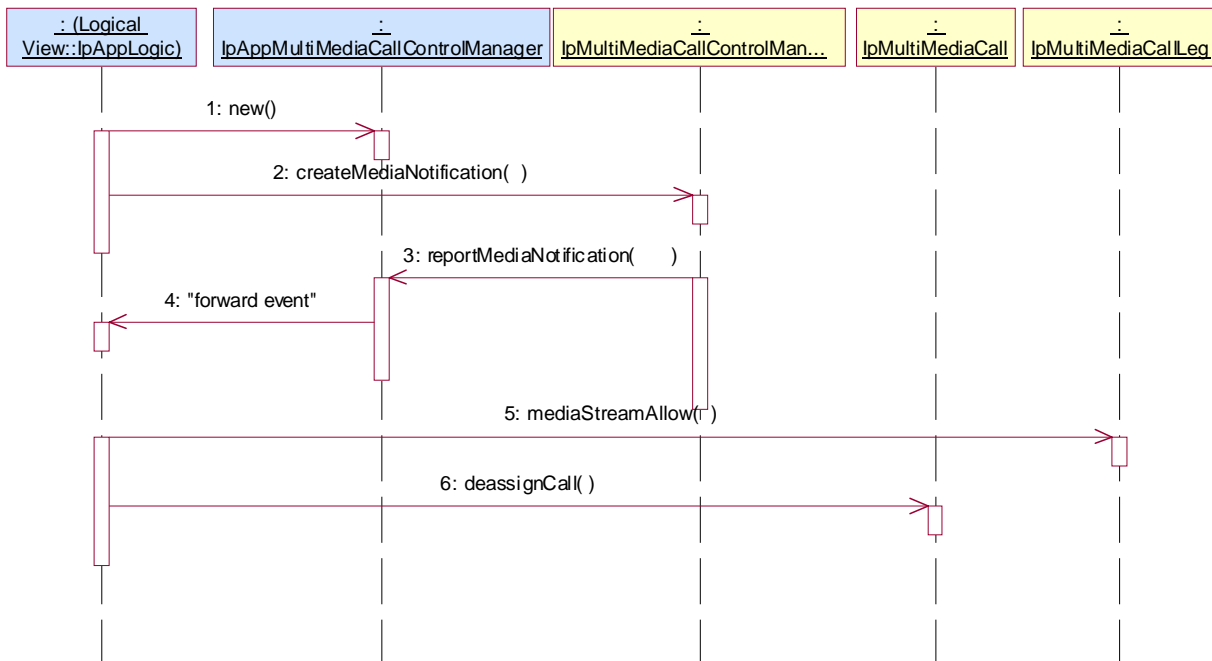 : (Logical
View::IpAppLogic)
:
IpAppMultiMediaCallControlManager
:
IpMultiMediaCallControlMan...
:
IpMultiMediaCall
:
IpMultiMediaCallLeg
1: new()
2: createMediaNotification( )
3: reportMediaNotification( )
4: "forward event"
5: mediaStreamAllow( )
6: deassignCall( )